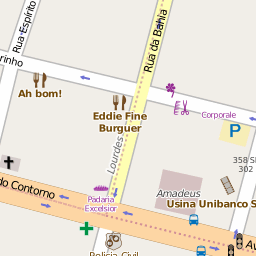 Rua Espírito
Rua da Bahia
rinho
Ah bom!
Eddie Fine
Burguer
Corporale
P
Lourdes
358 S
302
Amadeus
Usina Unibanco S
do Contorno
Padaria
Excelsior
Av
Polícia Civil